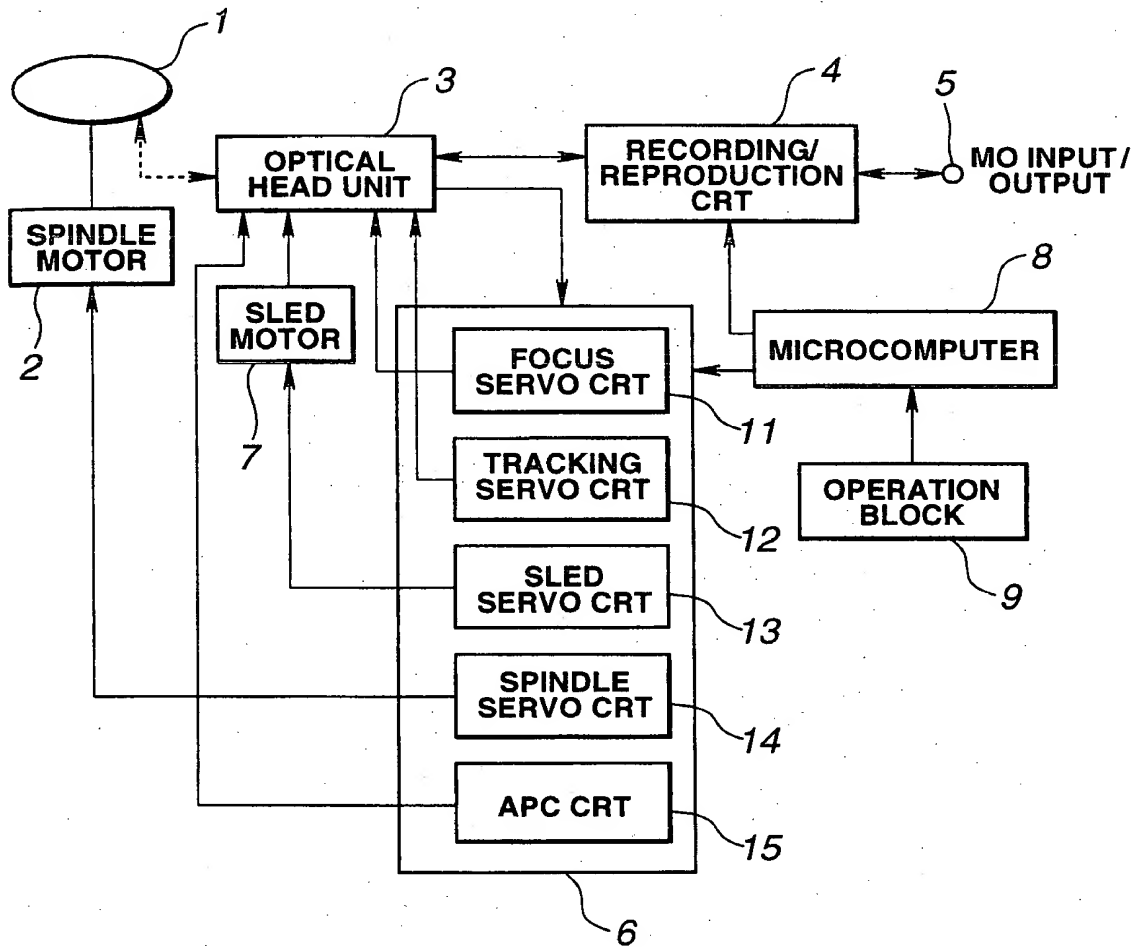 1
3
4
5
OPTICAL
HEAD UNIT
RECORDING/
REPRODUCTION
CRT
MO INPUT/
OUTPUT
SPINDLE
MOTOR
2
SLED
MOTOR
7
8
MICROCOMPUTER
FOCUS
SERVO CRT
11
TRACKING
SERVO CRT
12
OPERATION
BLOCK
9
SLED
SERVO CRT
13
SPINDLE
SERVO CRT
14
APC CRT
15
6